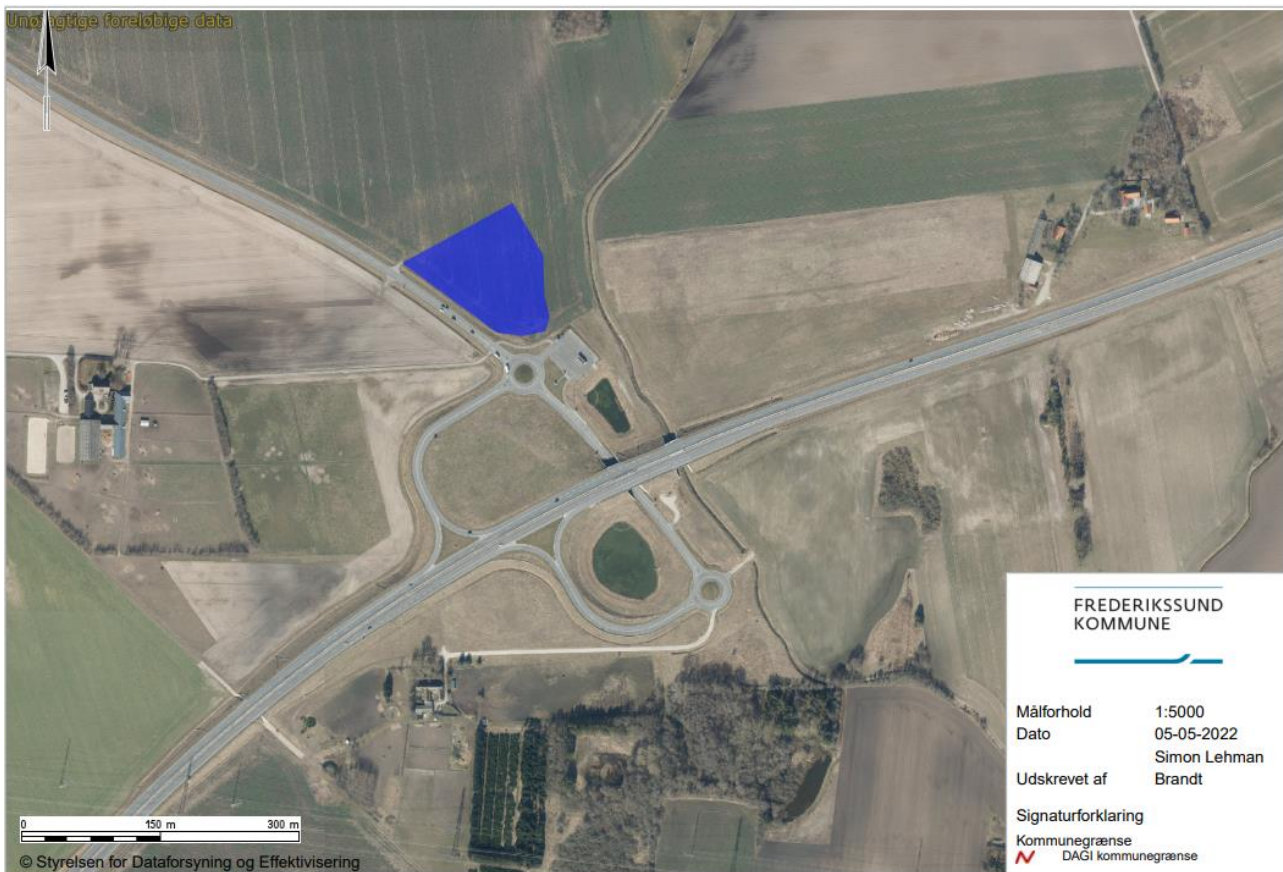 Unøjagtige foreløbige data
FREDERIKSSUND
KOMMUNE
Målforhold 1:5000
Dato 05-05-2022
Simon Lehman
Udskrevet af Brandt
Signaturforklaring
Kommunegrænse
DAGI kommunegrænse
0 150 m 300 m
© Styrelsen for Dataforsyning og Effektivisering